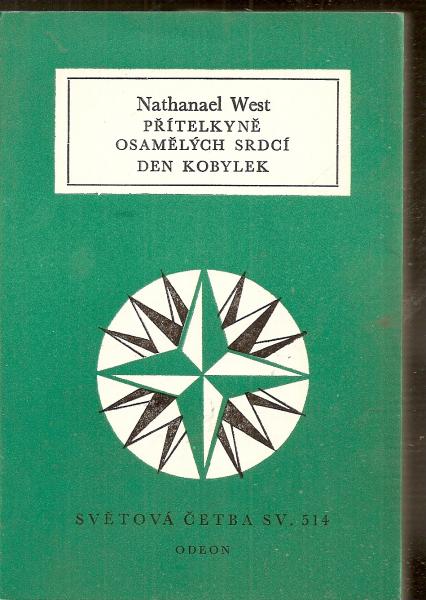 Nathanael West
PŘÍTELKYNĚ
OSAMĚLÝCH SRDCÍ
DEN KOBYLEK
SVĚTOVÁ ČETBA SV. 514
ODEON